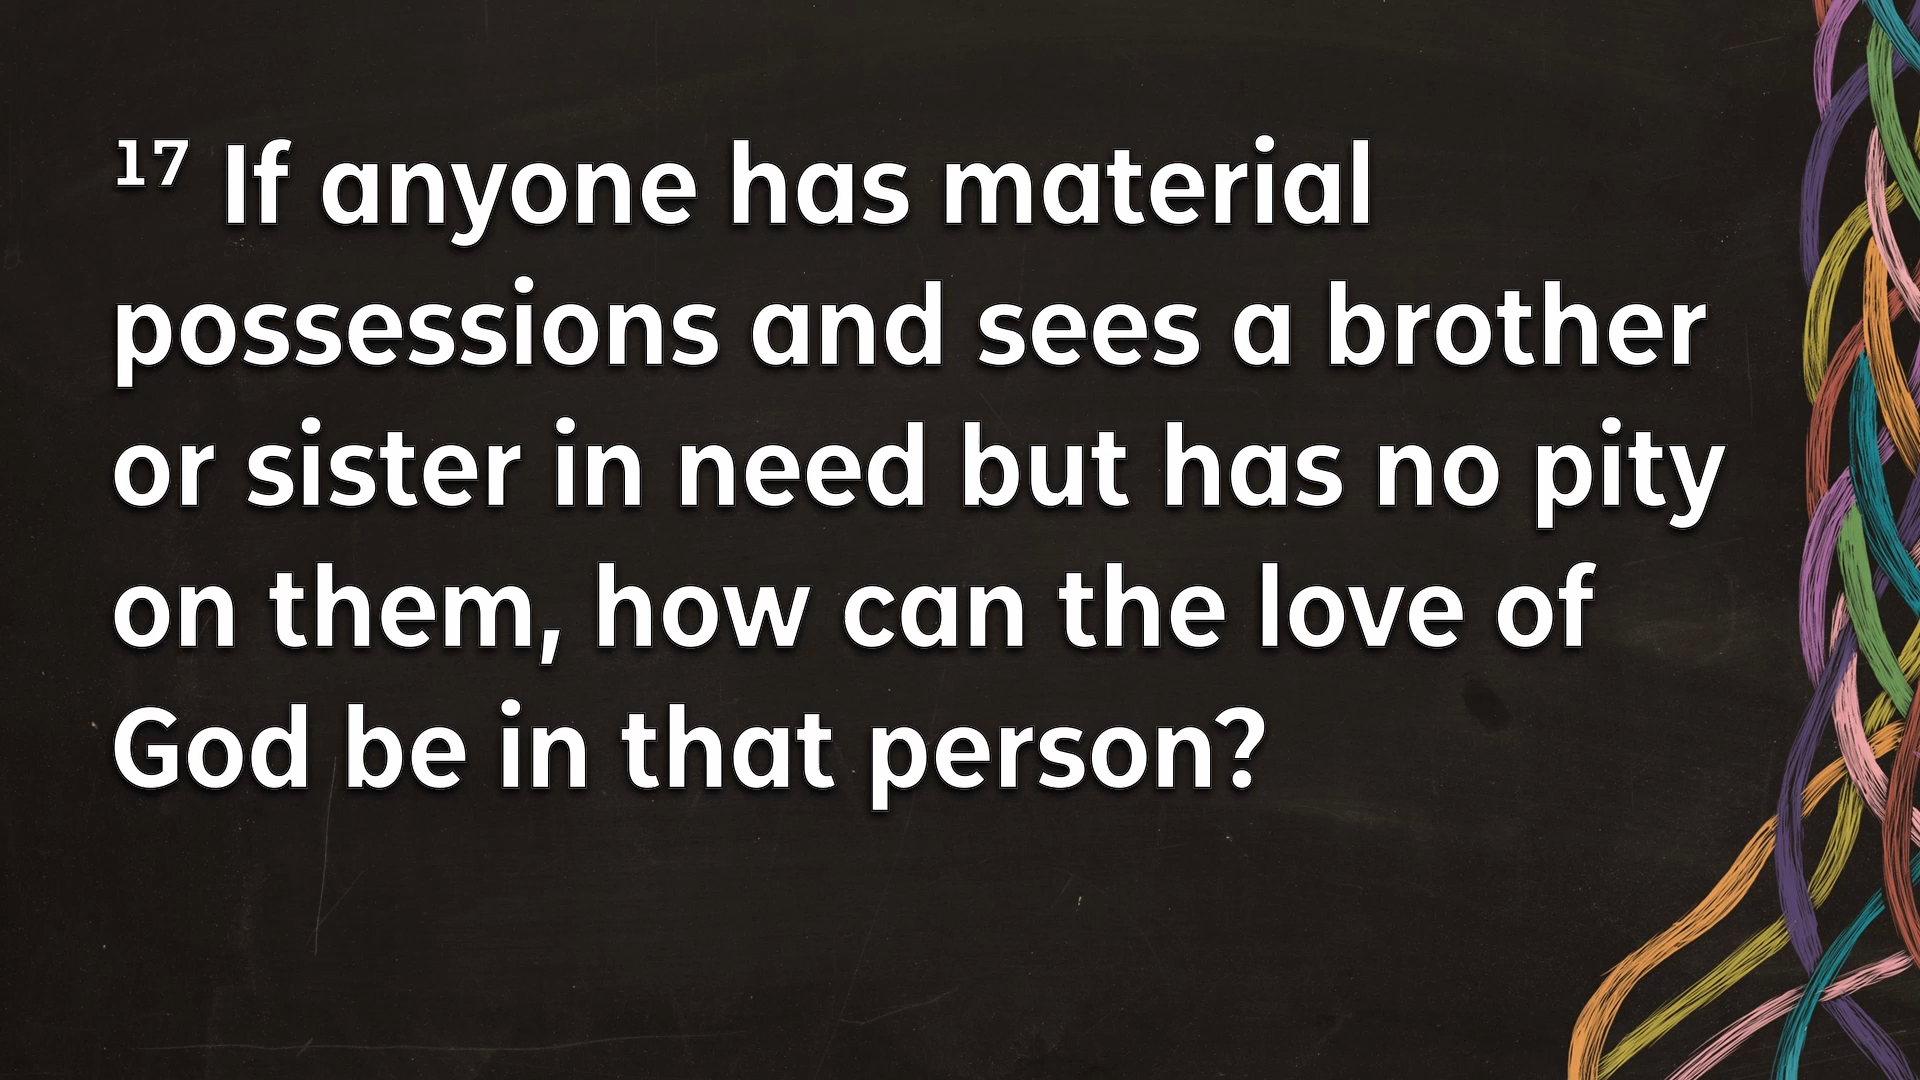 ¹⁷ If anyone has material
possessions and sees a brother
or sister in need but has no pity
on them, how can the love of
God be in that person?